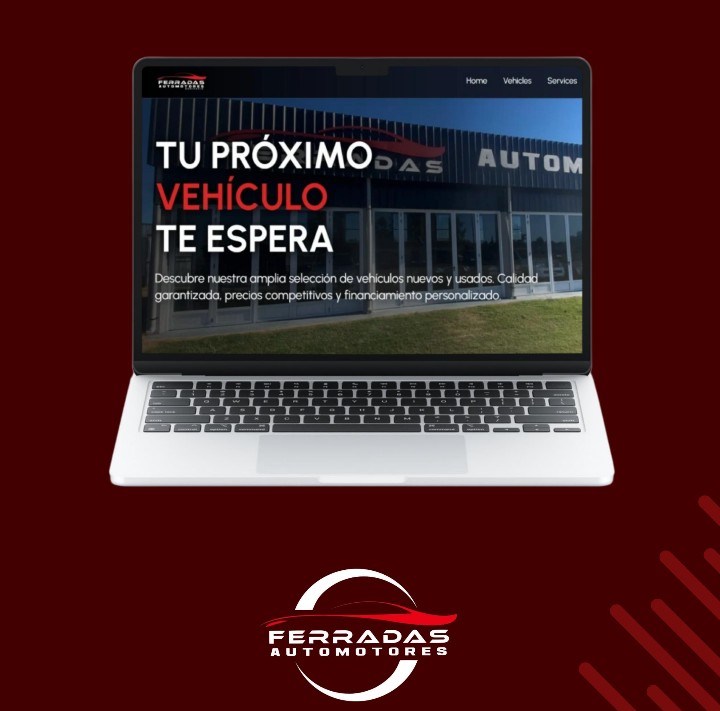 FERRADAS
AUTOMOTORES
Home Vehicles Services
AUTOM
TU PRÓXIMO
VEHÍCULO
TE ESPERA
Descubre nuestra amplia selección de vehículos nuevos y usados. Calidad
garantizada, precios competitivos y financiamiento personalizado.
FERRADAS
AUTOMOTORES